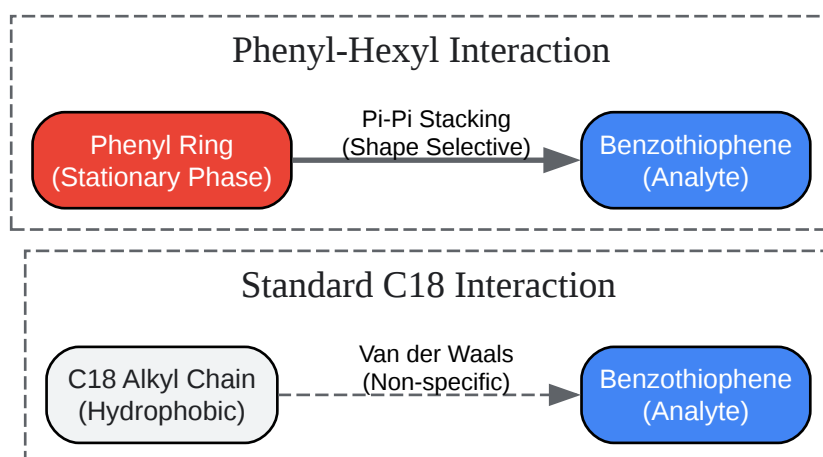 Phenyl-Hexyl Interaction
Phenyl Ring
(Stationary Phase)
Pi-Pi Stacking
(Shape Selective)
Benzothiophene
(Analyte)
Standard C18 Interaction
C18 Alkyl Chain
(Hydrophobic)
Van der Waals
(Non-specific)
Benzothiophene
(Analyte)